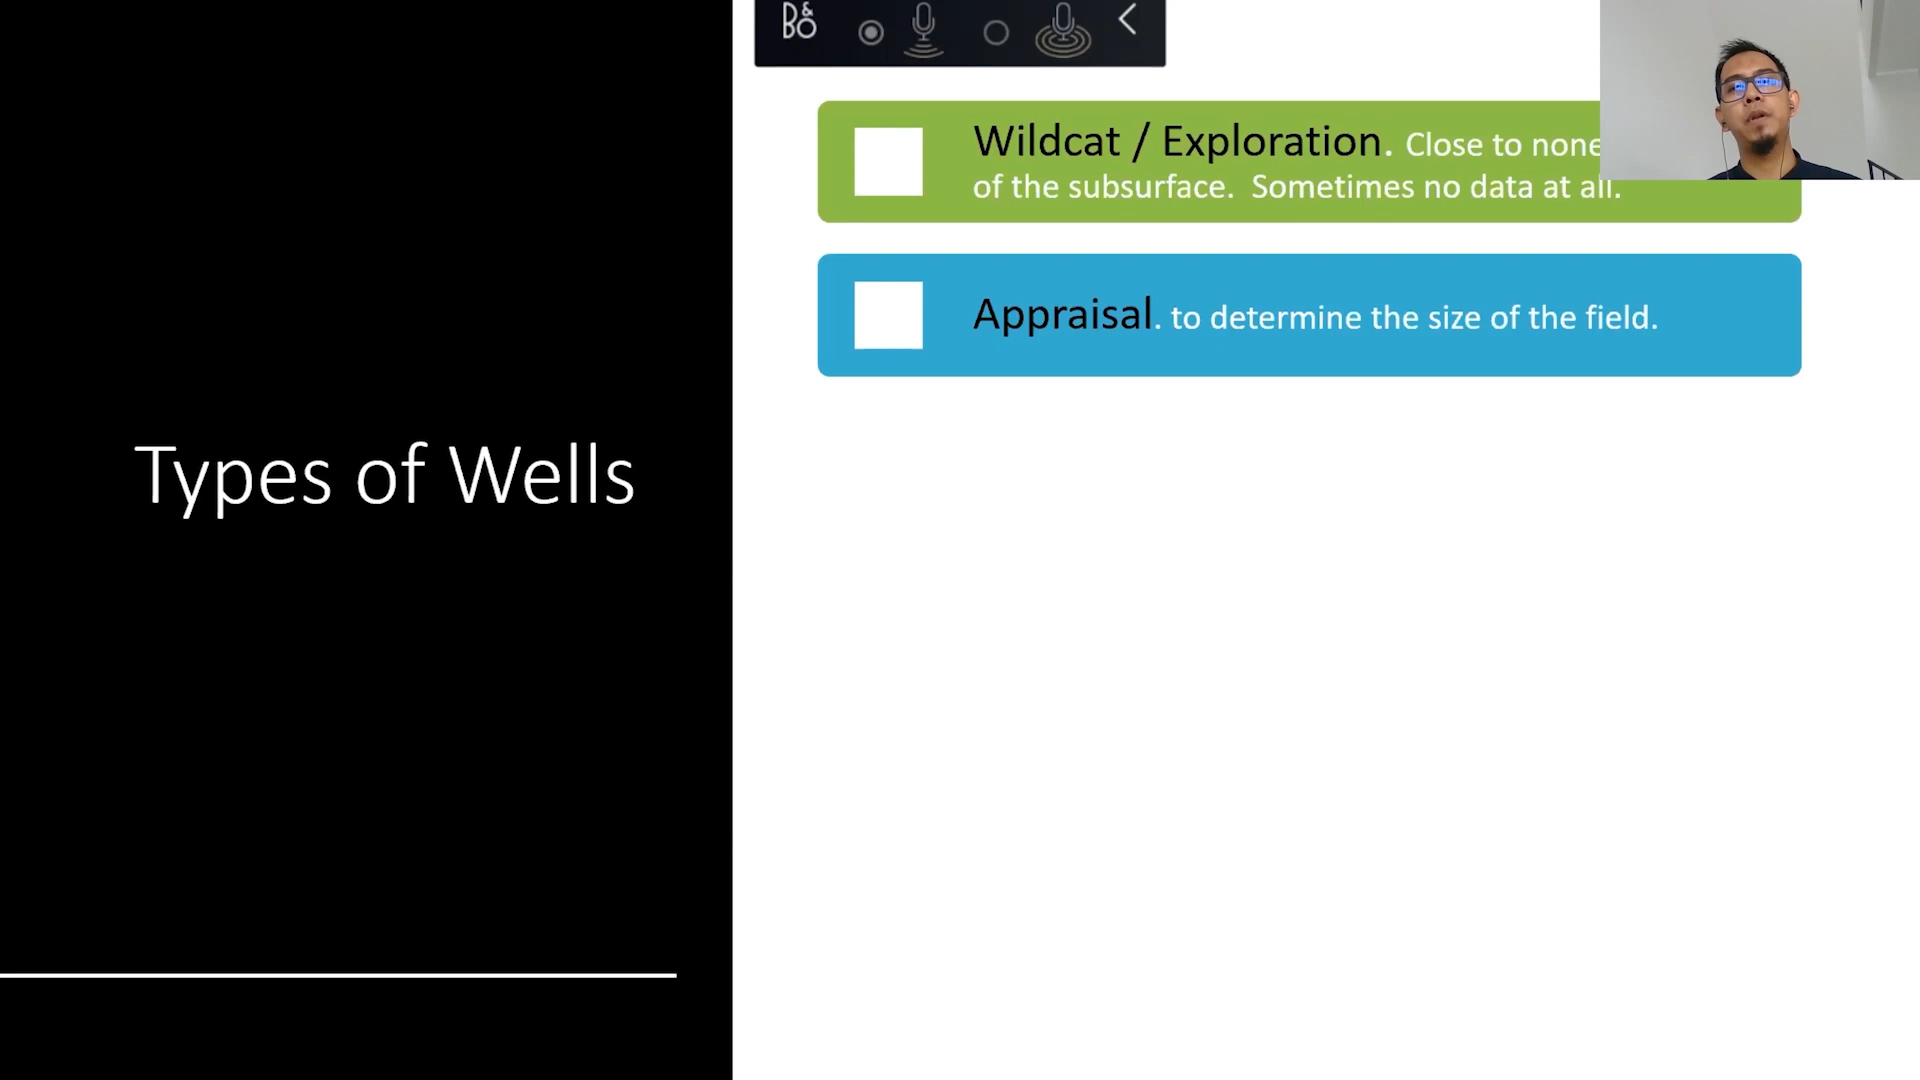 B&O
Types of Wells
Wildcat / Exploration. Close to none
of the subsurface.  Sometimes no data at all.
Appraisal. to determine the size of the field.